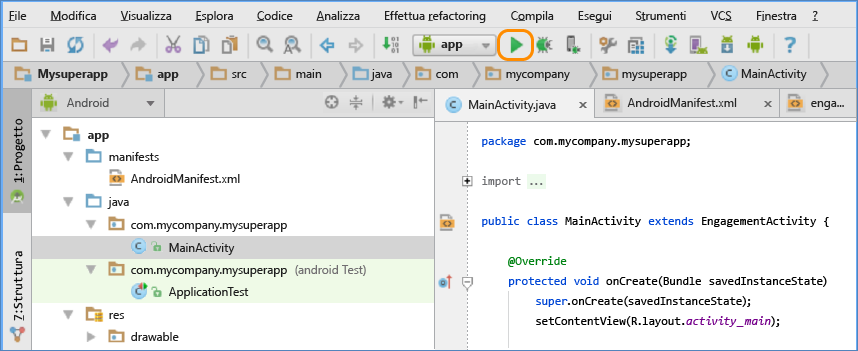 File Modifica Visualizza Esplora Codice Analizza Effettua refactoring Compila Esegui Strumenti VCS Finestra ?
app
Mysuperapp app src main java com mycompany mysuperapp MainActivity
Android
MainActivity.java AndroidManifest.xml enga...
1: Progetto
7: Struttura
app
manifests
AndroidManifest.xml
java
com.mycompany.mysuperapp
MainActivity
com.mycompany.mysuperapp (android Test)
ApplicationTest
res
drawable
package com.mycompany.mysuperapp;
import ...
public class MainActivity extends EngagementActivity {
@Override
protected void onCreate(Bundle savedInstanceState)
super.onCreate(savedInstanceState);
setContentView(R.layout.activity_main);